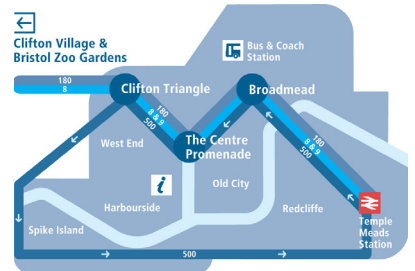 Clifton Village &
Bristol Zoo Gardens
Bus & Coach
Station
180
8
Clifton Triangle
Broadmead
180
8 & 9
500
180
8 & 9
500
West End
The Centre
Promenade
i
Old City
Harbourside
Redcliffe
Spike Island
Temple
Meads
Station
500